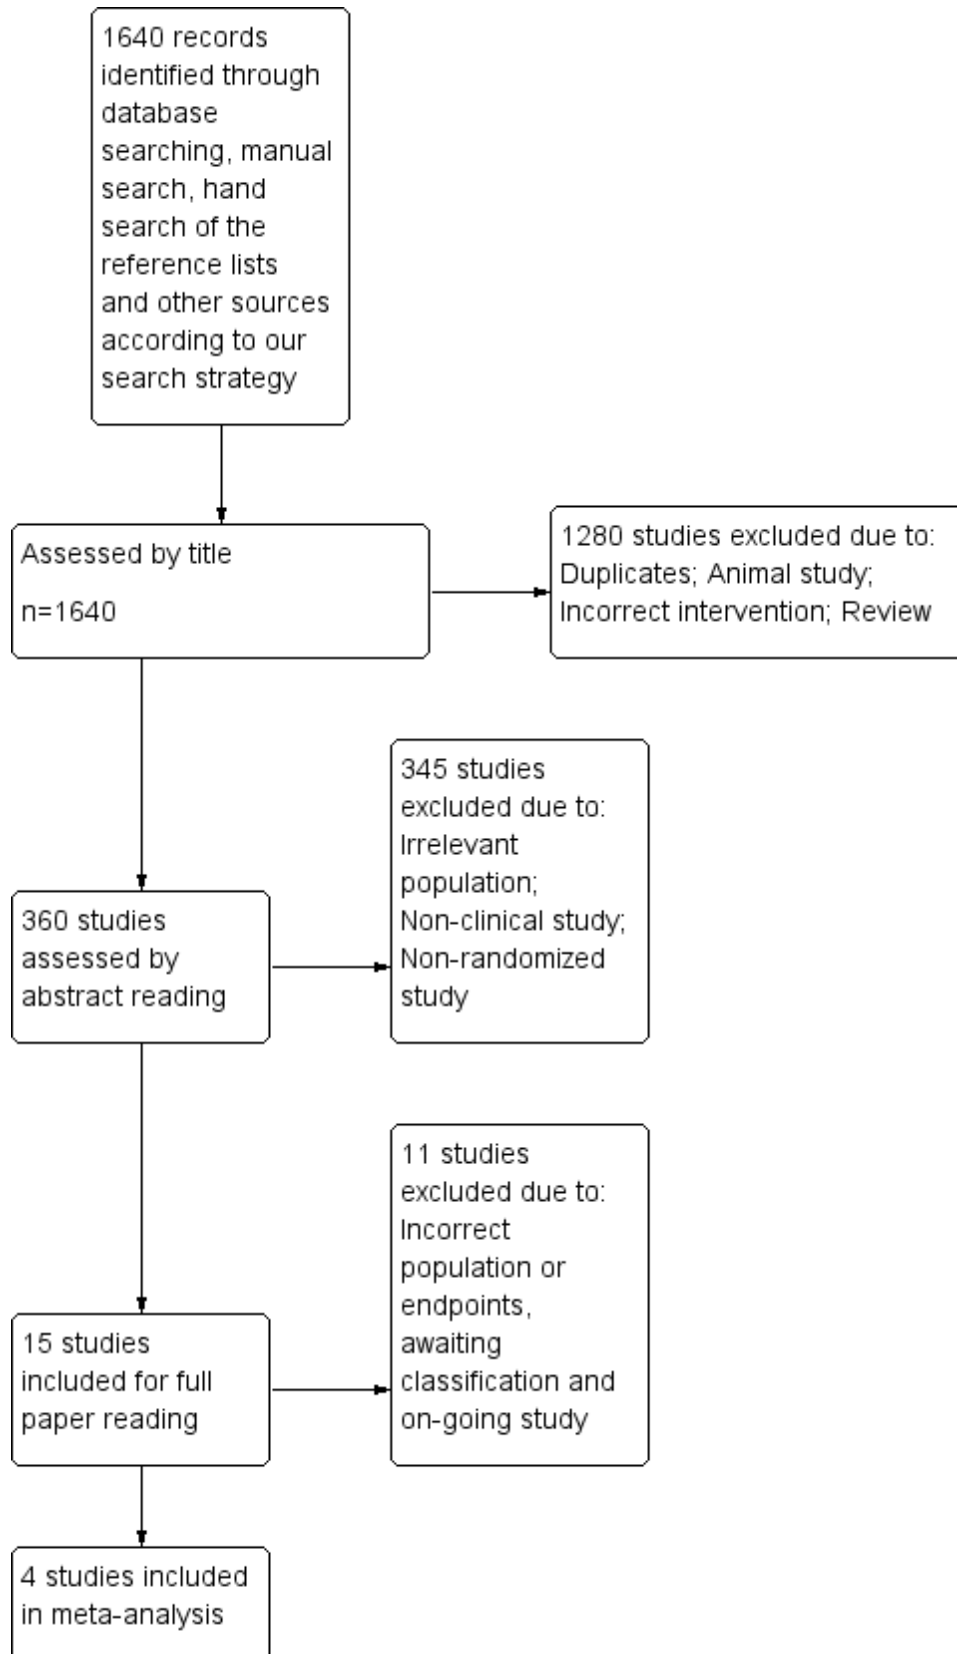 1640 records
identified through
database
searching, manual
search, hand
search of the
reference lists
and other sources
according to our
search strategy
Assessed by title
n=1640
1280 studies excluded due to:
Duplicates; Animal study;
Incorrect intervention; Review
360 studies
assessed by
abstract reading
345 studies
excluded due to:
Irrelevant
population;
Non-clinical study;
Non-randomized
study
15 studies
included for full
paper reading
11 studies
excluded due to:
Incorrect
population or
endpoints,
awaiting
classification and
on-going study
4 studies included
in meta-analysis